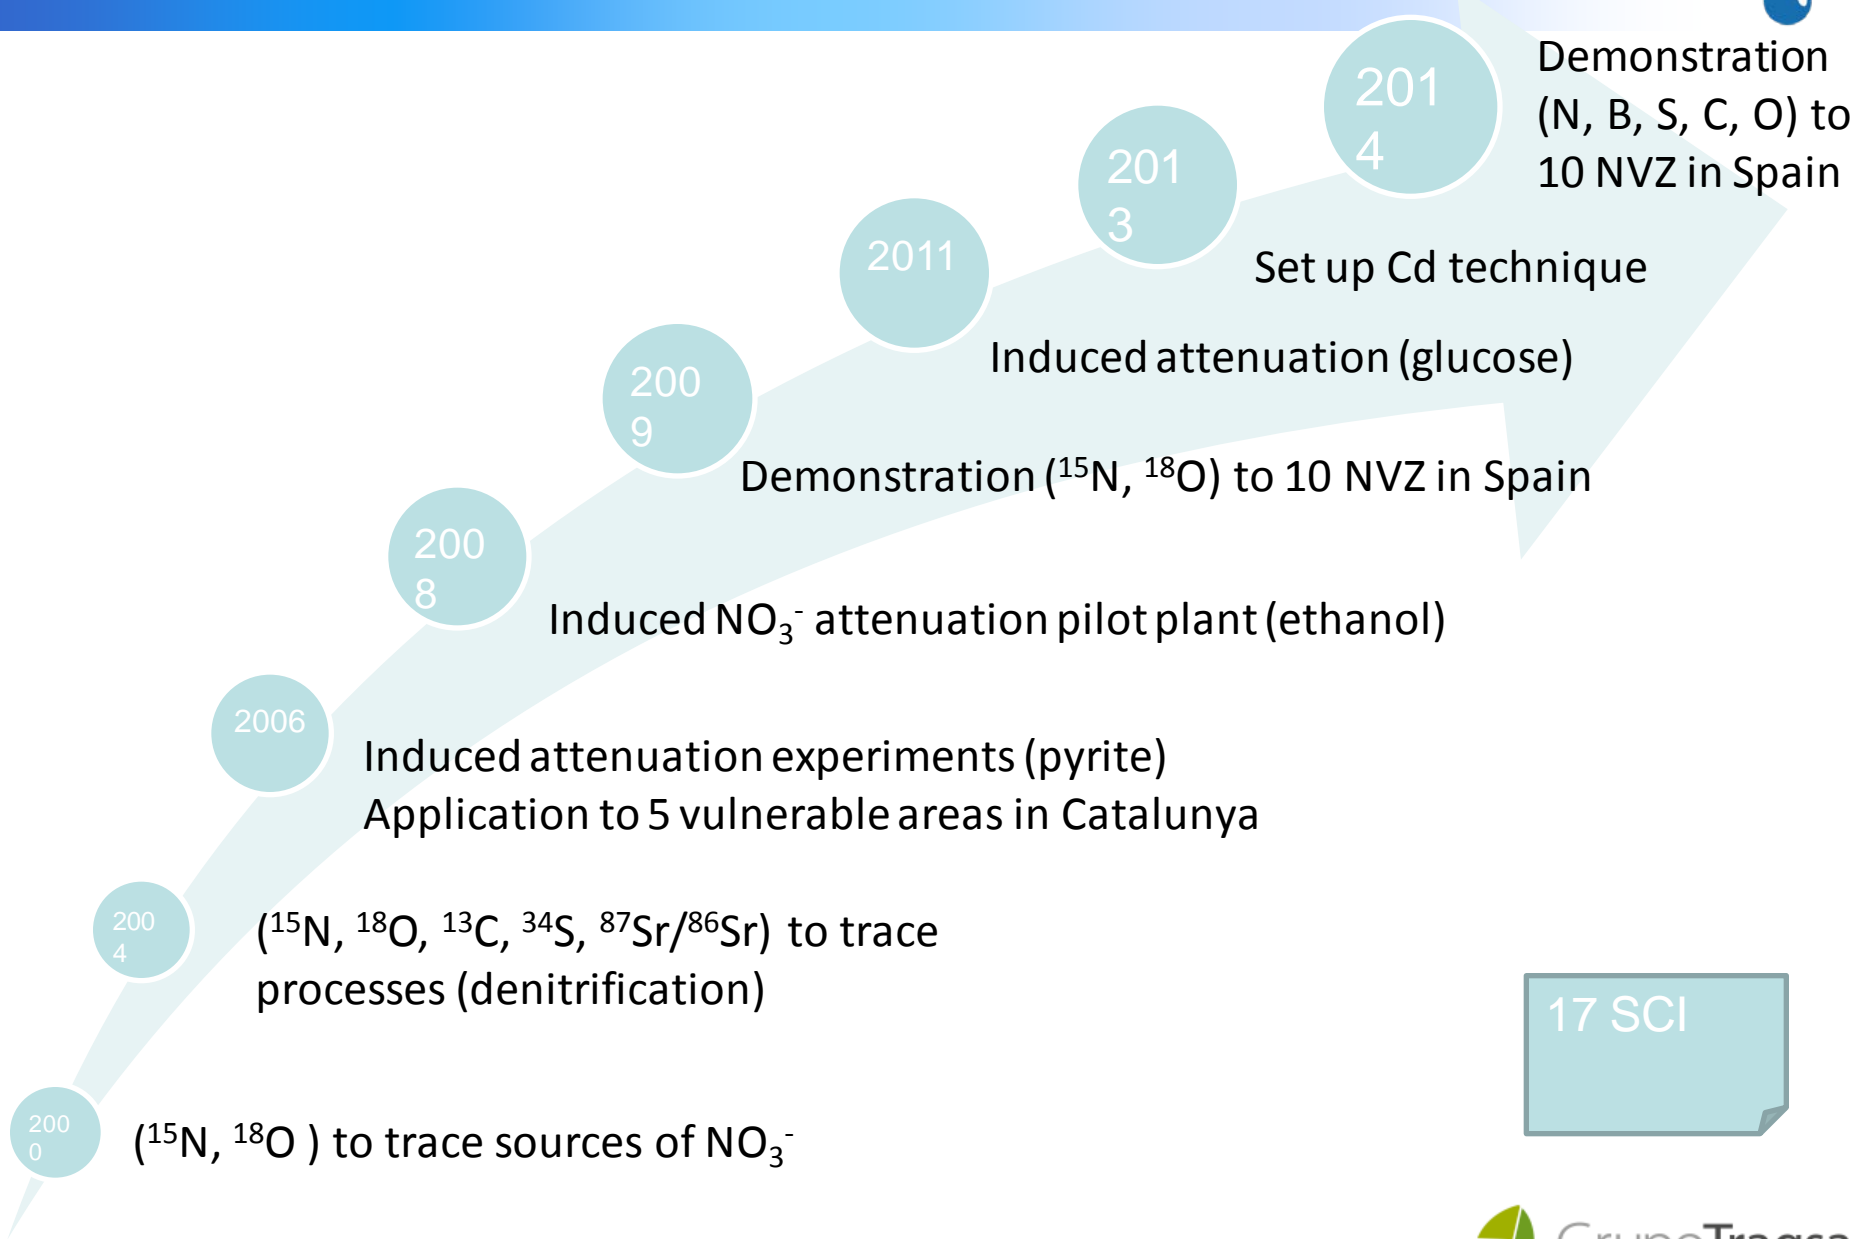 Demonstration
(N, B, S, C, O) to
10 NVZ in Spain
201
4
201
3
Set up Cd technique
2011
Induced attenuation (glucose)
200
9
Demonstration (¹⁵N, ¹⁸O) to 10 NVZ in Spain
200
8
Induced NO₃⁻ attenuation pilot plant (ethanol)
2006
Induced attenuation experiments (pyrite)
Application to 5 vulnerable areas in Catalunya
200
4
(¹⁵N, ¹⁸O, ¹³C, ³⁴S, ⁸⁷Sr/⁸⁶Sr) to trace
processes (denitrification)
17 SCI
200
0
(¹⁵N, ¹⁸O ) to trace sources of NO₃⁻
GrupoTragsa